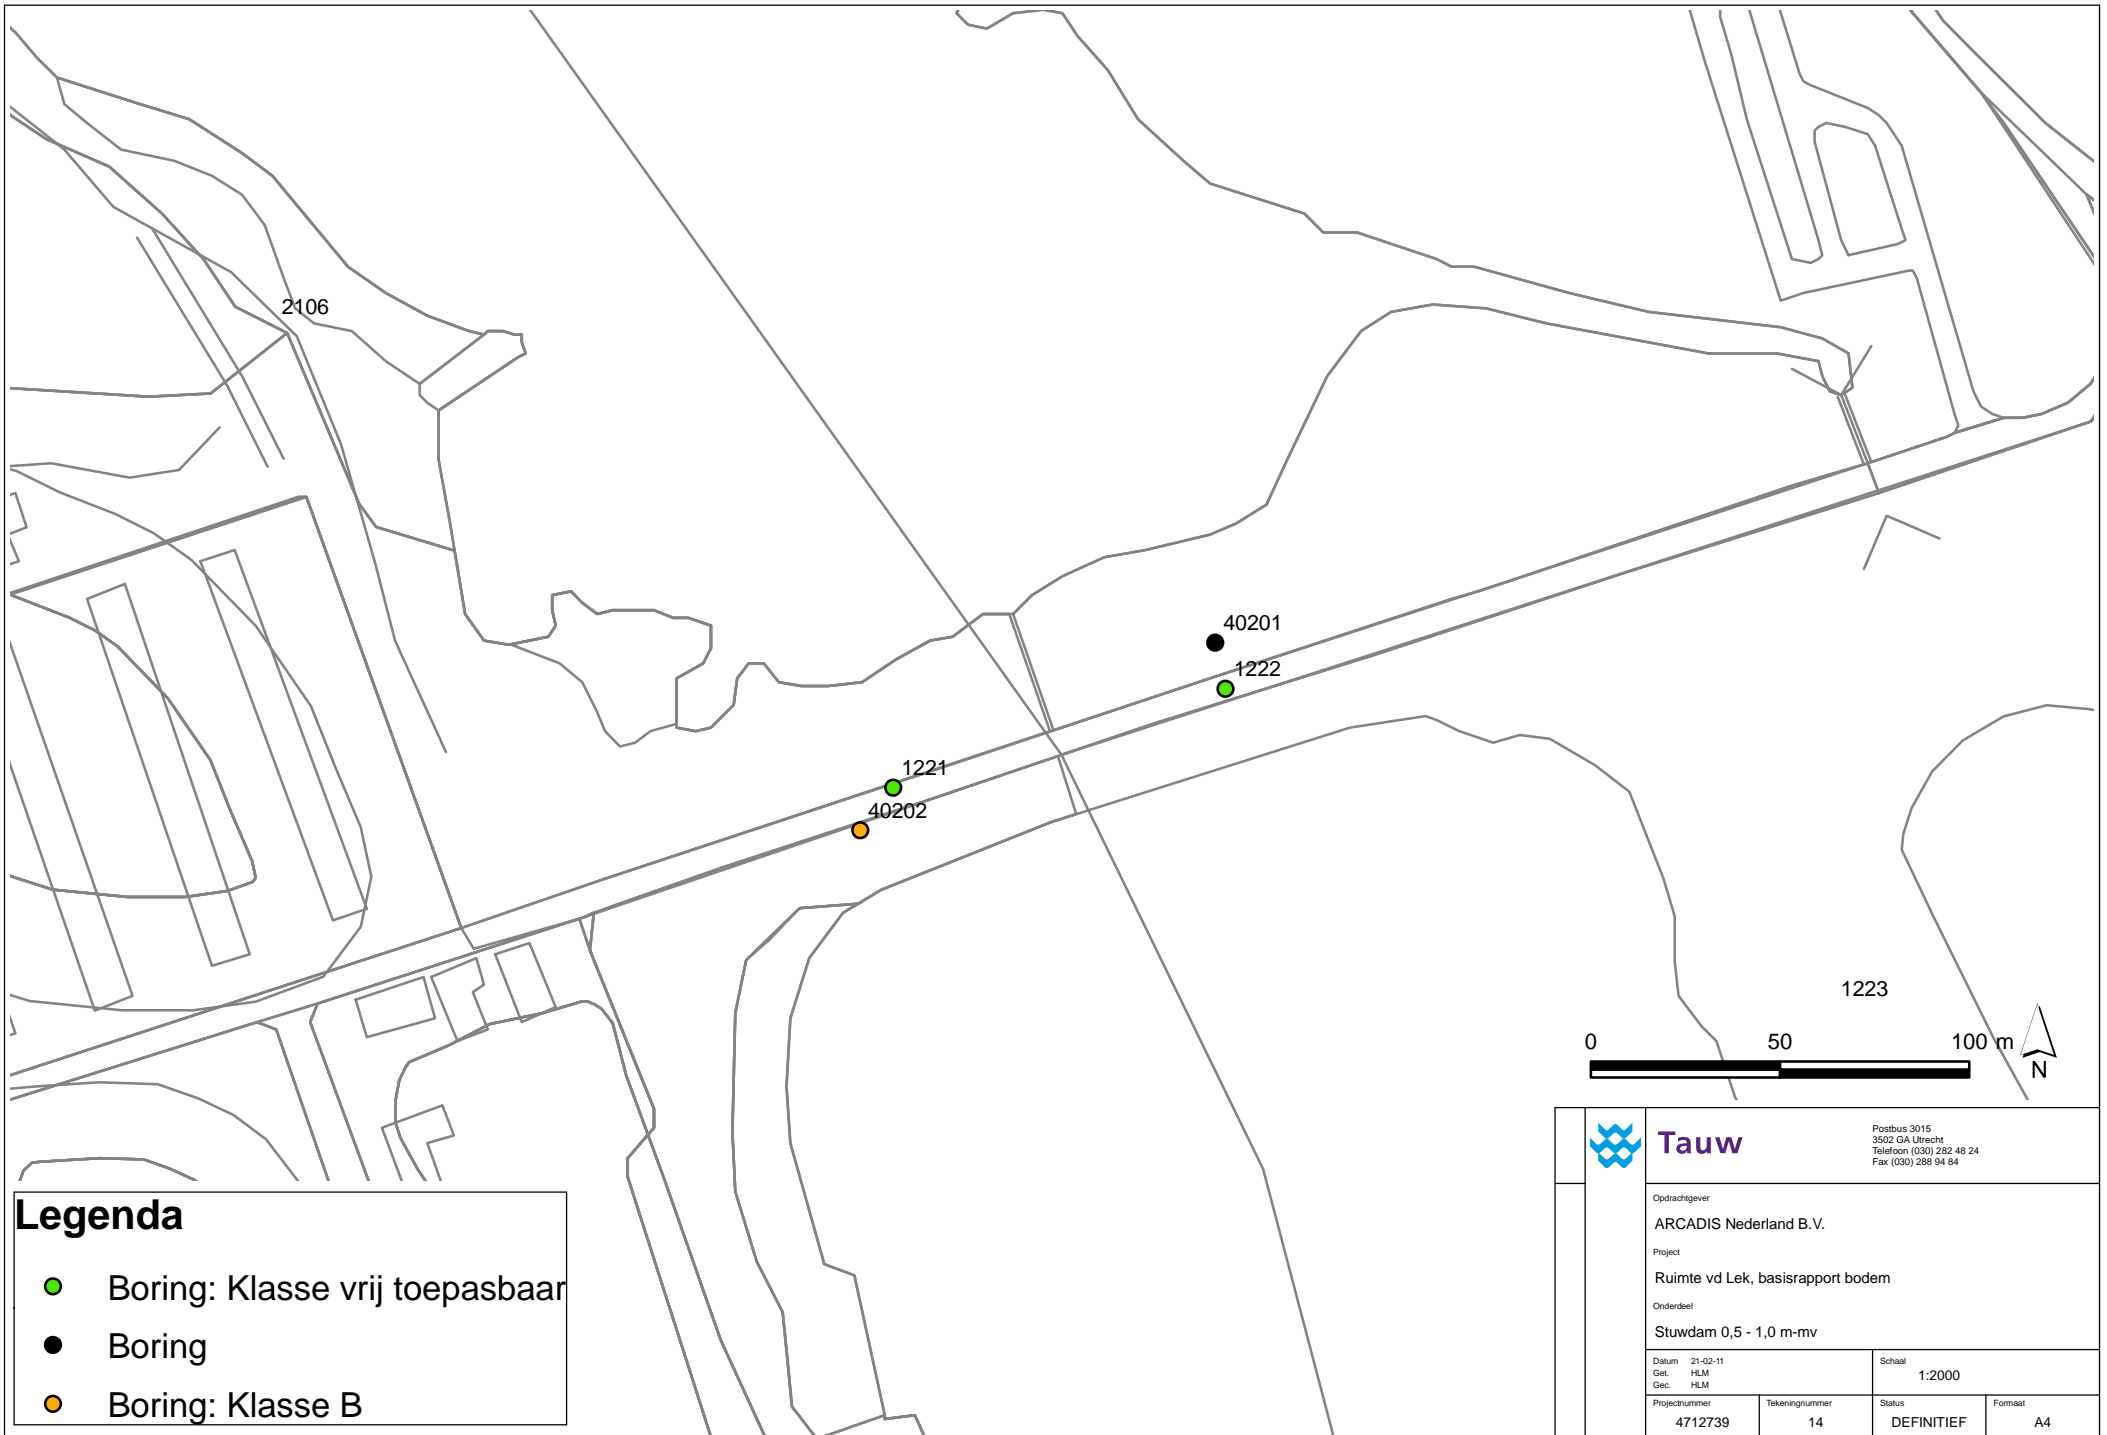 2106
40201
1222
1221
40202
1223
0 50 100 m
N
Legenda
Boring: Klasse vrij toepasbaar
Boring
Boring: Klasse B
Tauw
Postbus 3015
3502 GA Utrecht
Telefoon (030) 282 48 24
Fax (030) 288 94 84
Opdrachtgever
ARCADIS Nederland B.V.
Project
Ruimte vd Lek, basisrapport bodem
Onderdeel
Stuwdam 0,5 - 1,0 m-mv
Datum 21-02-11
Get. HLM
Gec. HLM
Schaal
1:2000
Projectnummer
4712739
Tekeningnummer
14
Status
DEFINITIEF
Formaat
A4